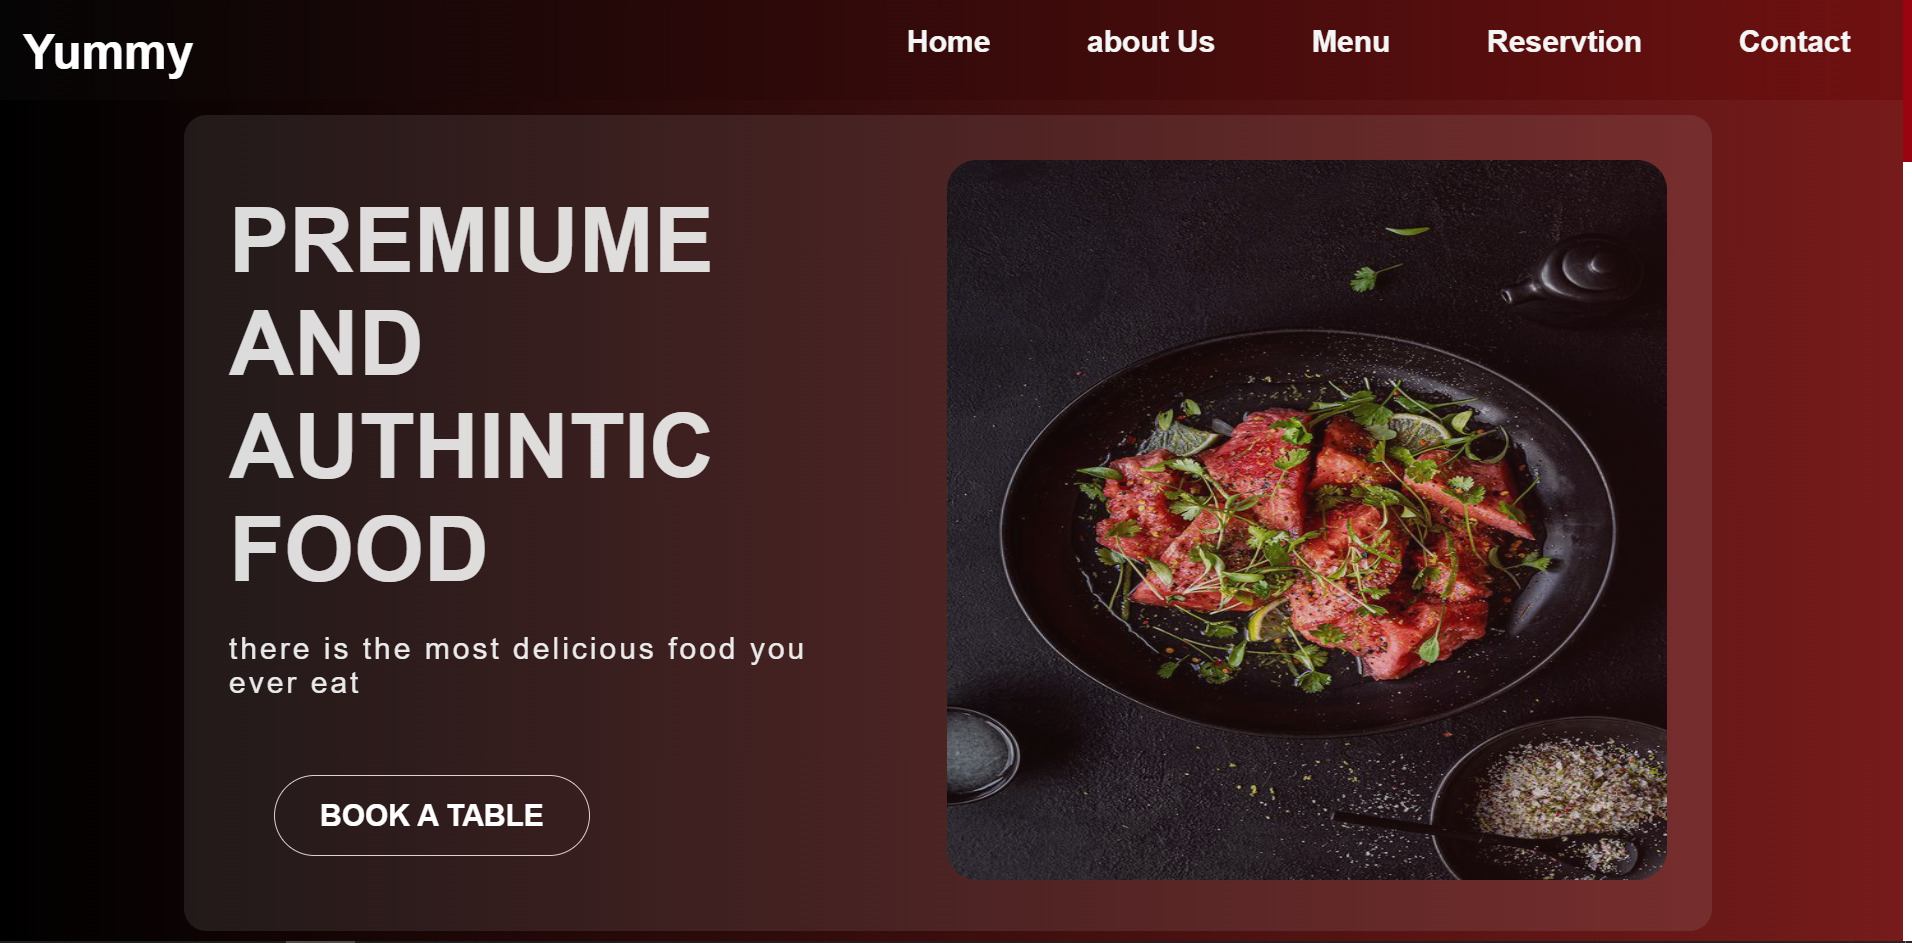 Yummy
Home about Us Menu Reservtion Contact
PREMIUME
AND
AUTHINTIC
FOOD
there is the most delicious food you
ever eat
BOOK A TABLE